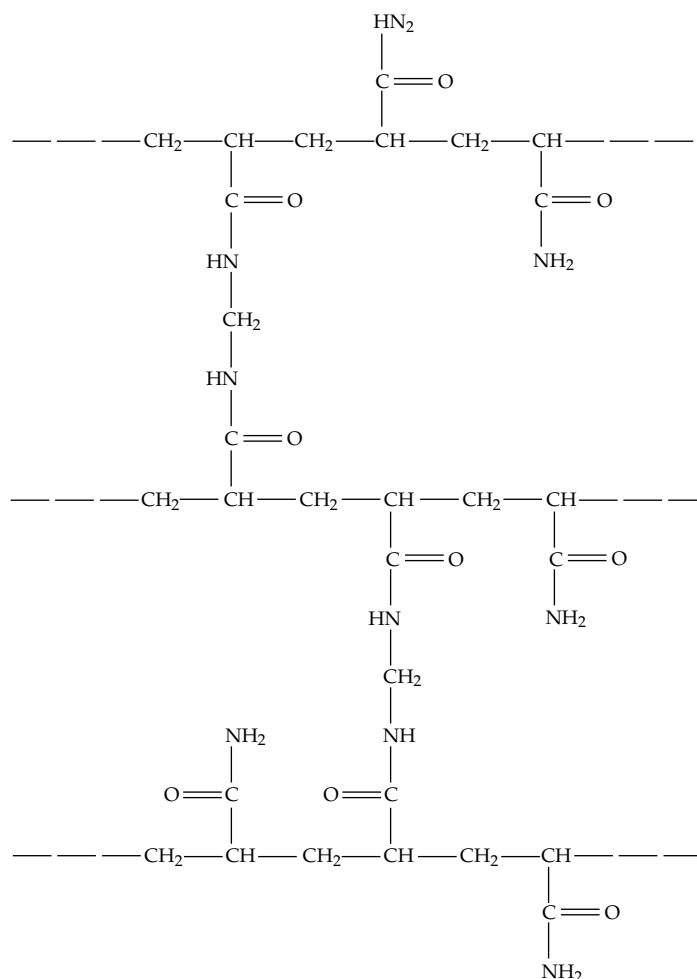 HN₂
C=O
— — —CH₂—CH—CH₂—CH—CH₂—CH— — —
C=O C=O
HN NH₂
CH₂
HN
C=O
— — —CH₂—CH—CH₂—CH—CH₂—CH— — —
C=O C=O
HN NH₂
CH₂
NH₂ NH
O=C O=C
— — —CH₂—CH—CH₂—CH—CH₂—CH— — —
C=O
NH₂